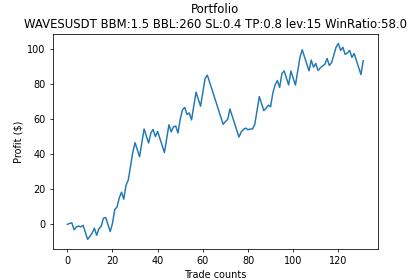 Portfolio
WAVESUSDT BBM:1.5 BBL:260 SL:0.4 TP:0.8 lev:15 WinRatio:58.0
100
80
60
40
20
0
Profit ($)
0 20 40 60 80 100 120
Trade counts